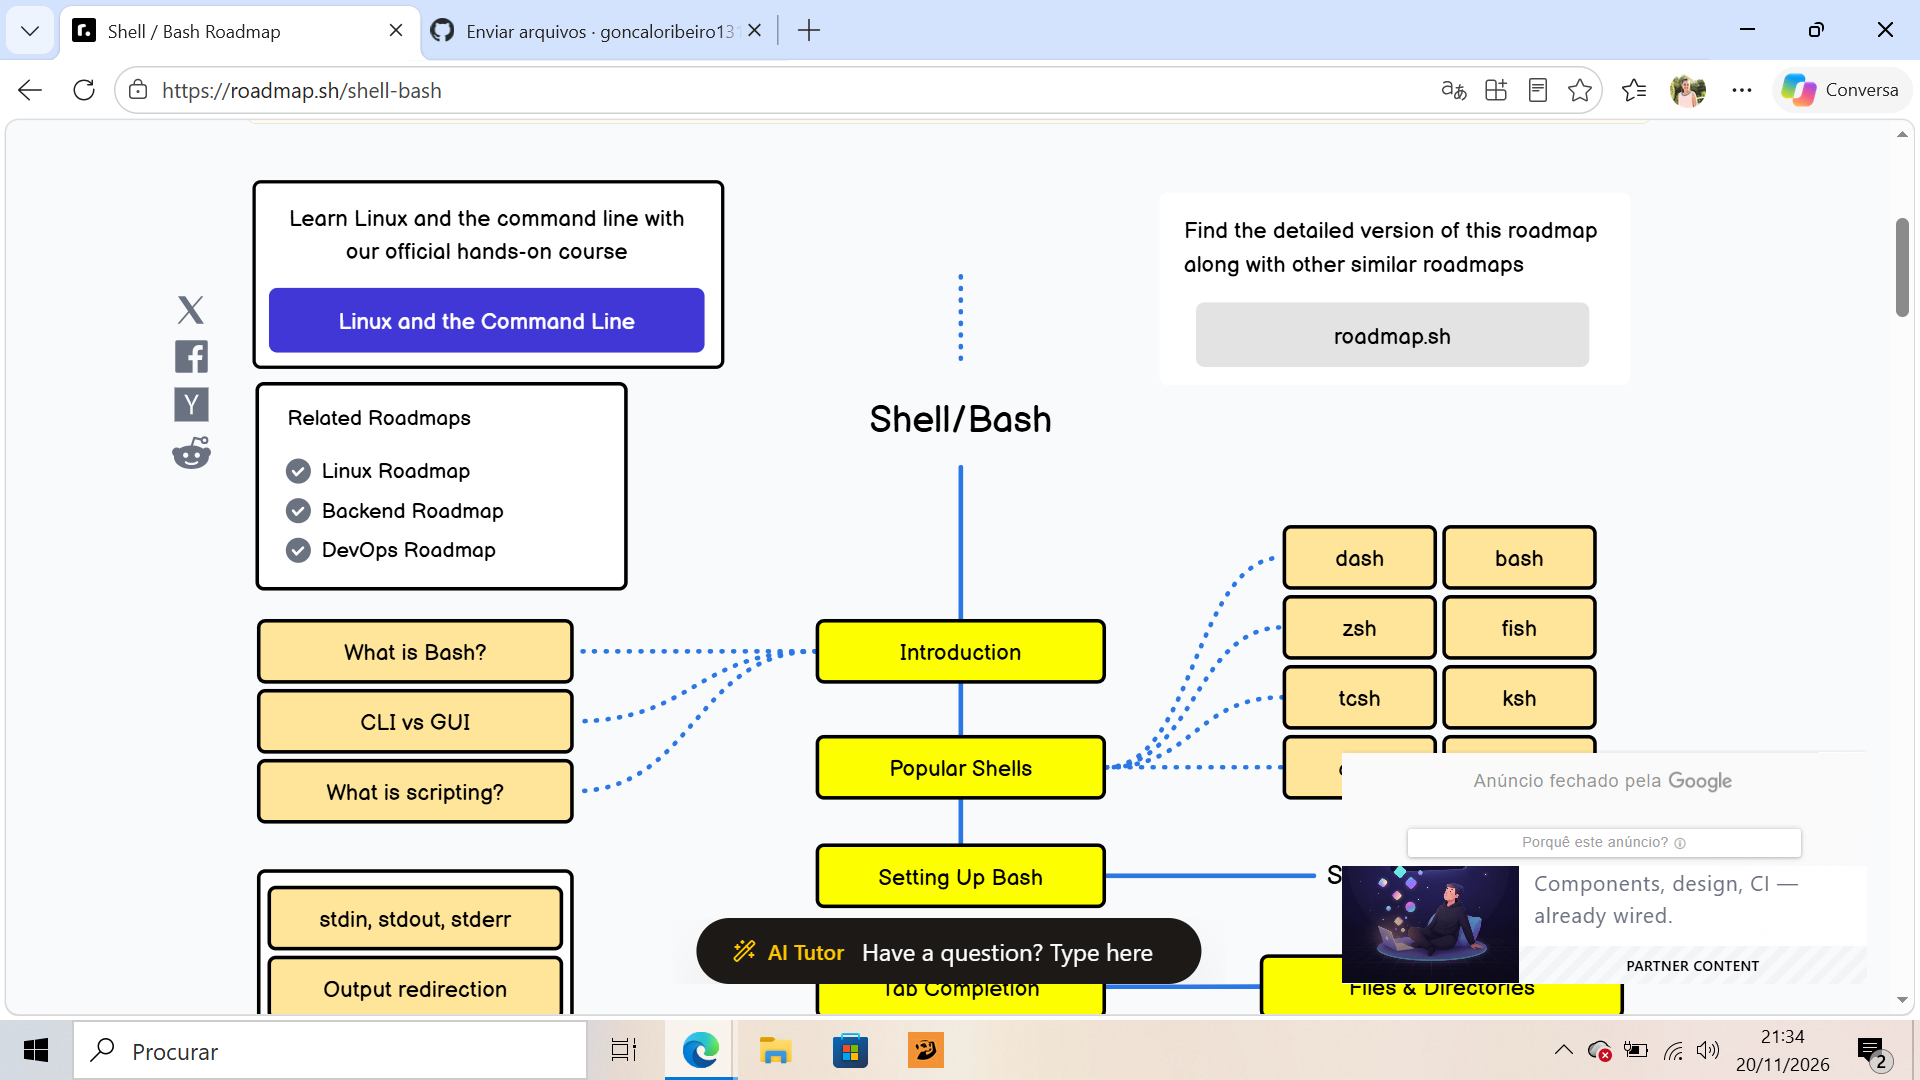 Shell / Bash Roadmap
Enviar arquivos · goncaloribeiro131
https://roadmap.sh/shell-bash
Conversa
Learn Linux and the command line with
our official hands-on course
Linux and the Command Line
Find the detailed version of this roadmap
along with other similar roadmaps
roadmap.sh
Related Roadmaps
Linux Roadmap
Backend Roadmap
DevOps Roadmap
Shell/Bash
What is Bash?
CLI vs GUI
What is scripting?
Introduction
Popular Shells
Setting Up Bash
dash
bash
zsh
fish
tcsh
ksh
S
stdin, stdout, stderr
Output redirection
AI Tutor Have a question? Type here
Tab Completion
Files & Directories
Anúncio fechado pela Google
Porquê este anúncio?
Components, design, CI —
already wired.
PARTNER CONTENT
Procurar
21:34
20/11/2026
2